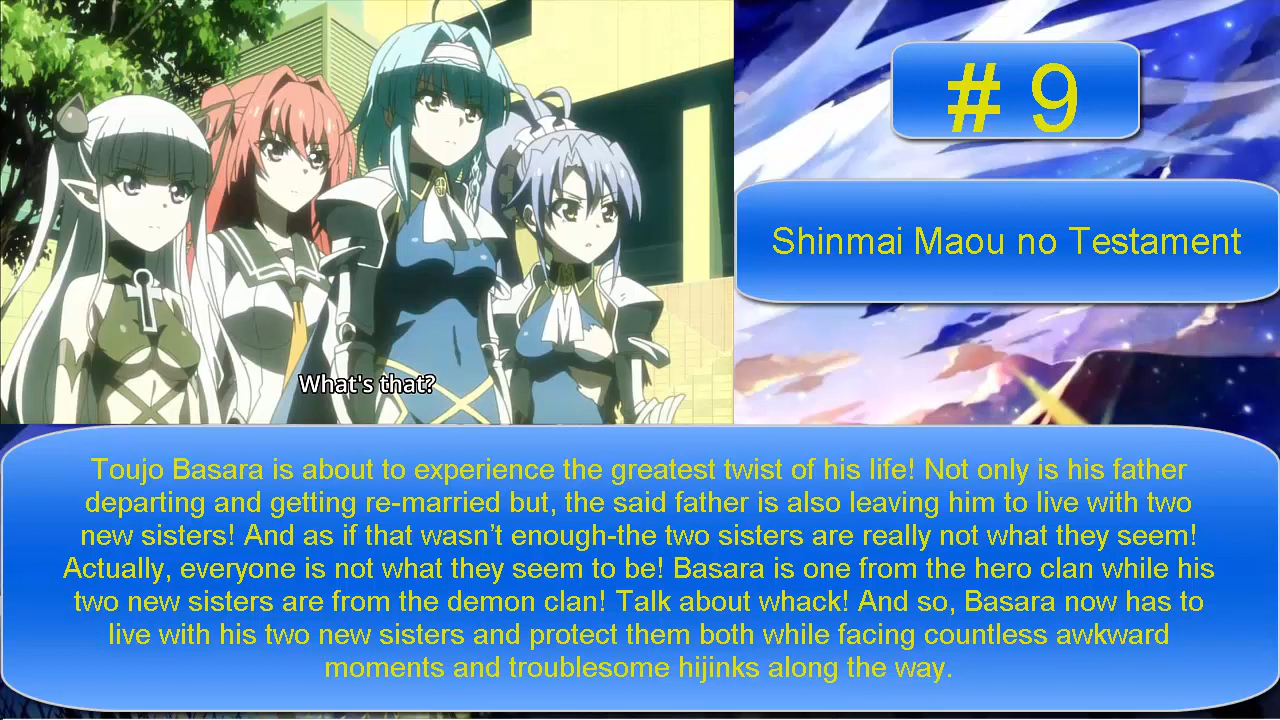 # 9
Shinmai Maou no Testament
What's that?
Toujo Basara is about to experience the greatest twist of his life! Not only is his father
departing and getting re-married but, the said father is also leaving him to live with two
new sisters! And as if that wasn’t enough-the two sisters are really not what they seem!
Actually, everyone is not what they seem to be! Basara is one from the hero clan while his
two new sisters are from the demon clan! Talk about whack! And so, Basara now has to
live with his two new sisters and protect them both while facing countless awkward
moments and troublesome hijinks along the way.